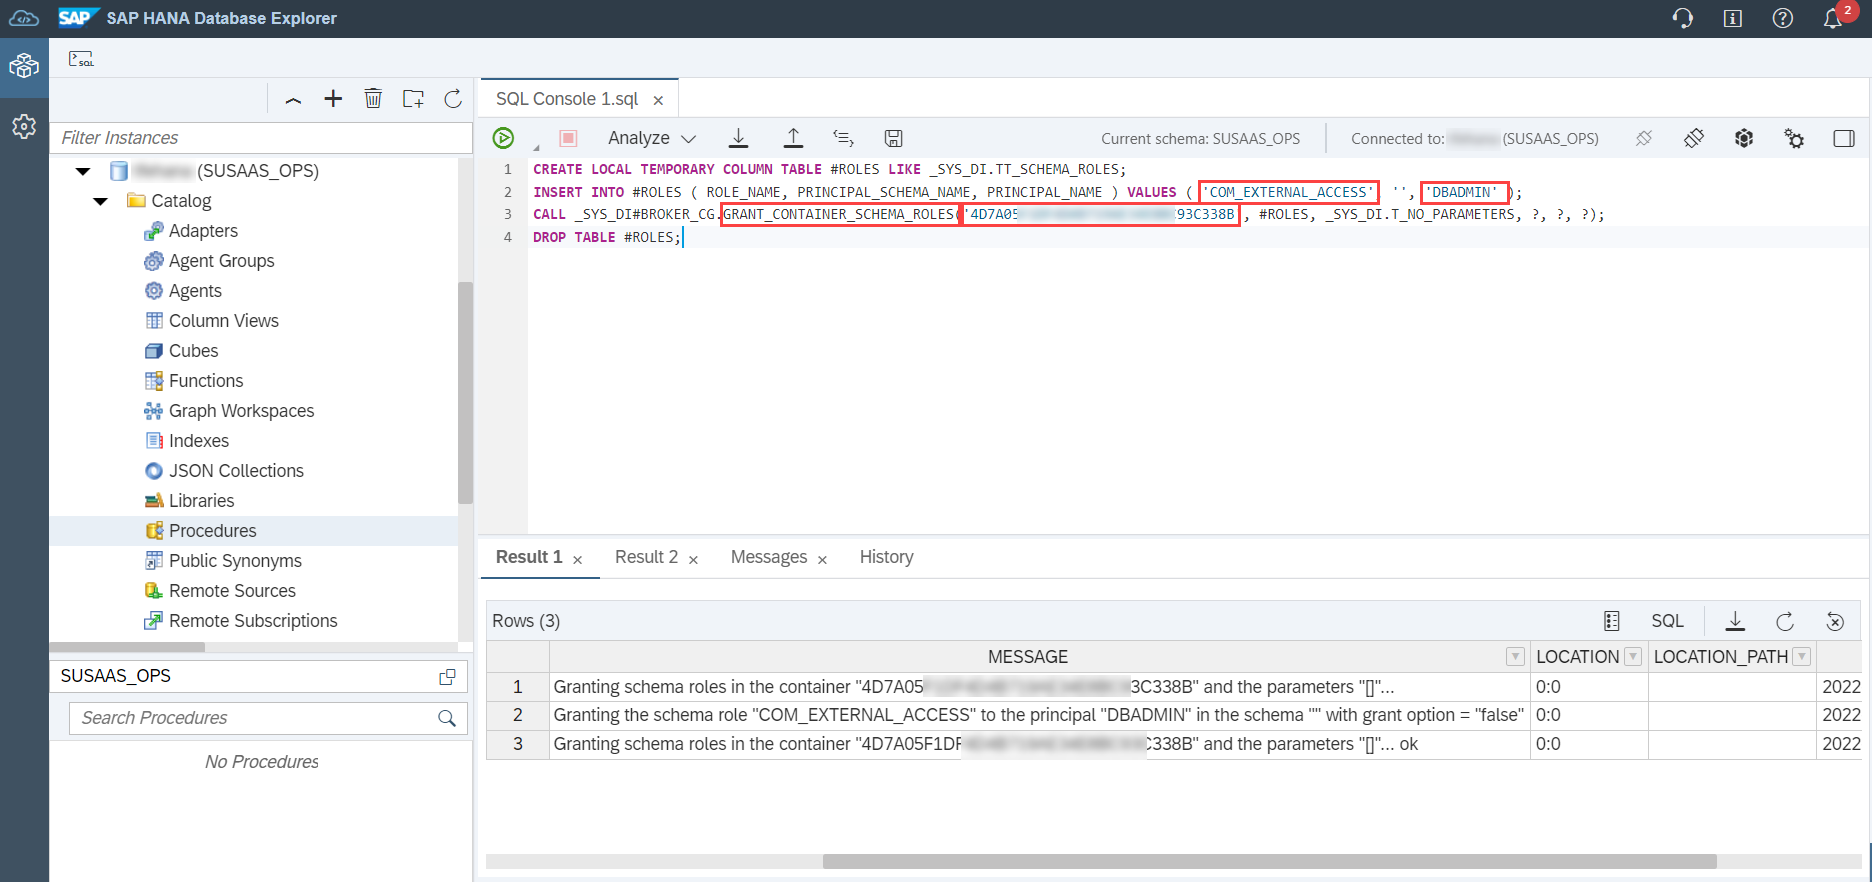 SAP SAP HANA Database Explorer
2
SQL
Filter Instances
(SUSAAS_OPS)
Catalog
Adapters
Agent Groups
Agents
Column Views
Cubes
Functions
Graph Workspaces
Indexes
JSON Collections
Libraries
Procedures
Public Synonyms
Remote Sources
Remote Subscriptions
SUSAAS_OPS
Search Procedures
No Procedures
SQL Console 1.sql
Analyze Current schema: SUSAAS_OPS Connected to: (SUSAAS_OPS)
1 CREATE LOCAL TEMPORARY COLUMN TABLE #ROLES LIKE _SYS_DI.TT_SCHEMA_ROLES;
2 INSERT INTO #ROLES ( ROLE_NAME, PRINCIPAL_SCHEMA_NAME, PRINCIPAL_NAME ) VALUES ( 'COM_EXTERNAL_ACCESS' '', 'DBADMIN' );
3 CALL _SYS_DI#BROKER_CG.GRANT_CONTAINER_SCHEMA_ROLES('4D7A05 93C338B , #ROLES, _SYS_DI.T_NO_PARAMETERS, ?, ?, ?);
4 DROP TABLE #ROLES;
Result 1 Result 2 Messages History
Rows (3) SQL
MESSAGE LOCATION LOCATION_PATH
1 Granting schema roles in the container "4D7A05 3C338B" and the parameters "[]"... 0:0 2022
2 Granting the schema role "COM_EXTERNAL_ACCESS" to the principal "DBADMIN" in the schema "" with grant option = "false" 0:0 2022
3 Granting schema roles in the container "4D7A05F1DF C338B" and the parameters "[]"... ok 0:0 2022